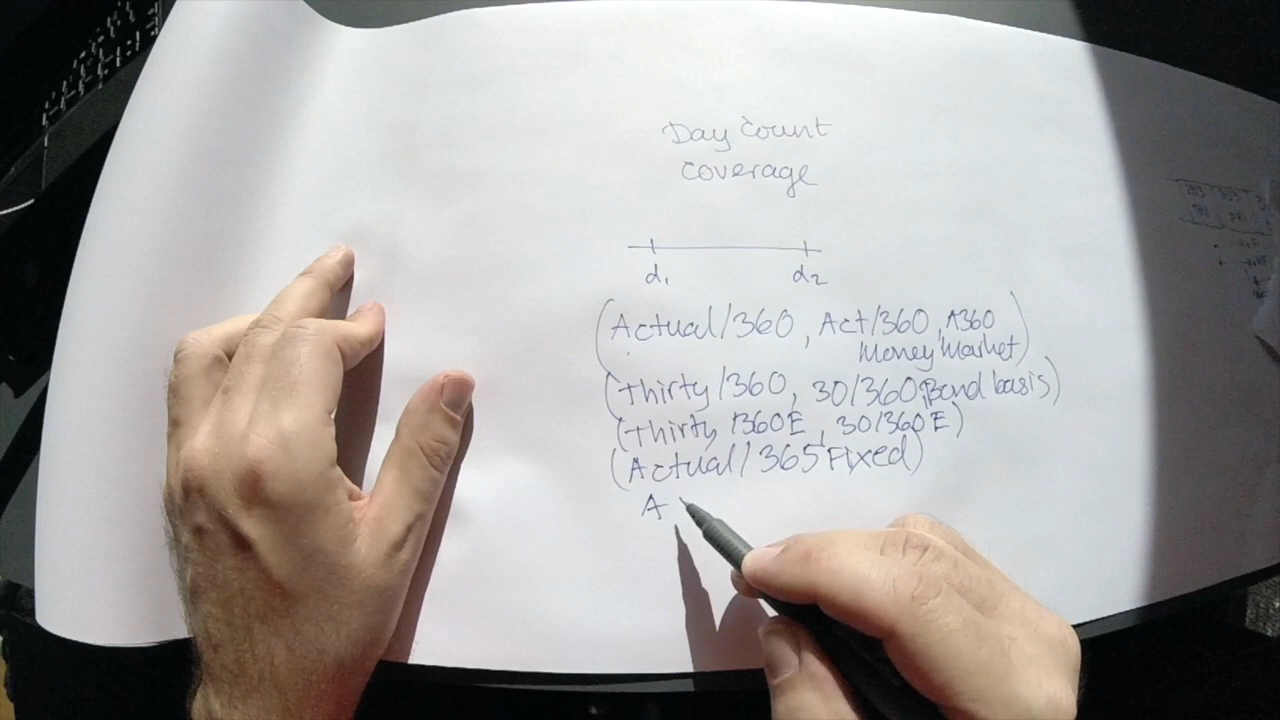 Day Count
Coverage
d₁ d₂
(Actual/360, Act/360, A360
Money Market)
(Thirty/360, 30/360, Bond basis)
(Thirty/360E, 30/360E)
(Actual/365 Fixed)
A